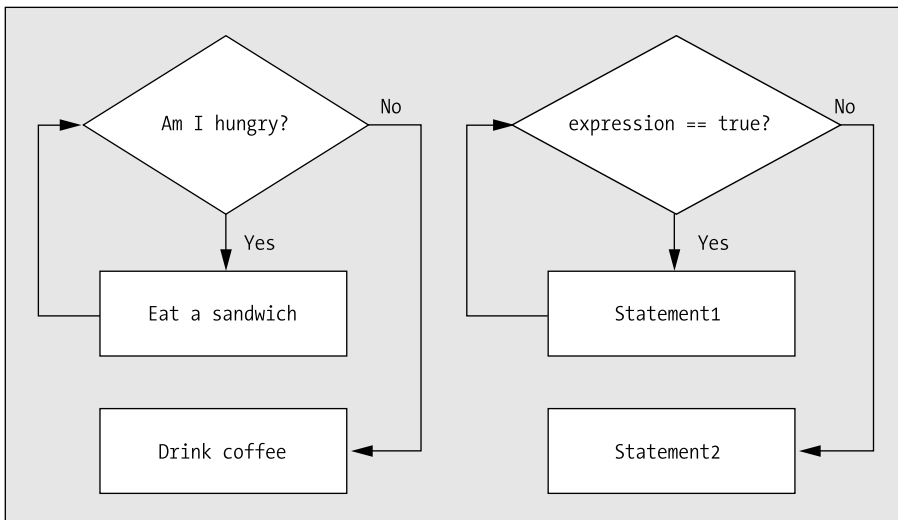 Am I hungry?
No
Yes
Eat a sandwich
Drink coffee
expression == true?
No
Yes
Statement1
Statement2